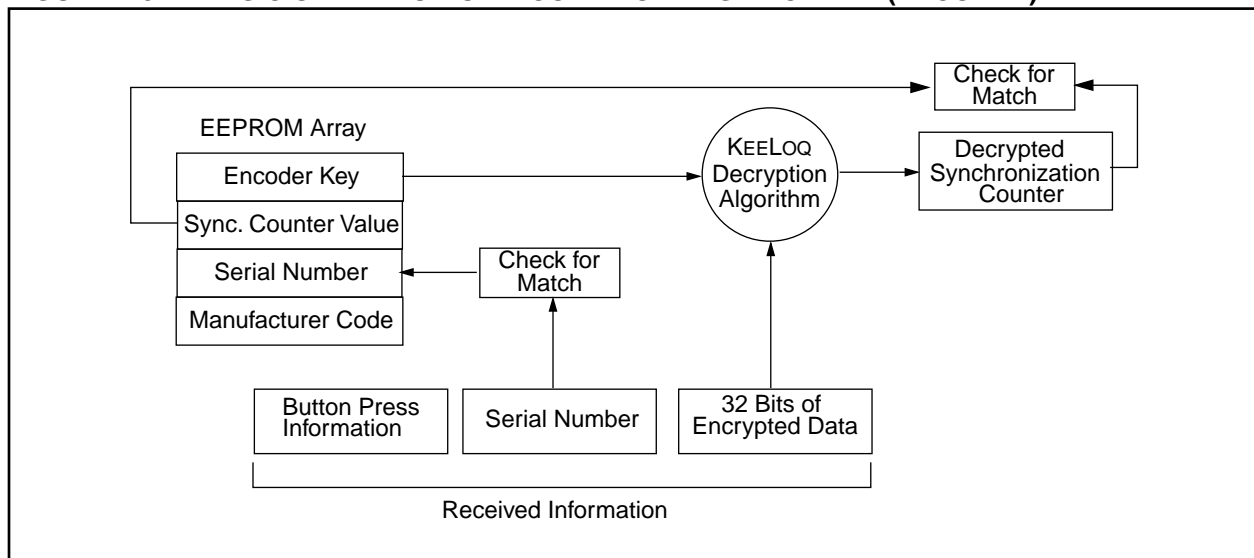 Check for
Match
EEPROM Array
KEELOQ
Decryption
Algorithm
Decrypted
Synchronization
Counter
Encoder Key
Sync. Counter Value
Serial Number
Check for
Match
Manufacturer Code
Button Press
Information
Serial Number
32 Bits of
Encrypted Data
Received Information